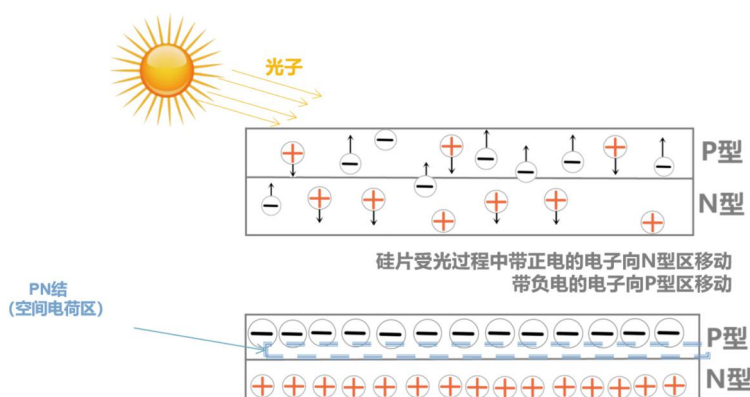 光子
P型
N型
硅片受光过程中带正电的电子向N型区移动
带负电的电子向P型区移动
PN结
(空间电荷区)
P型
N型